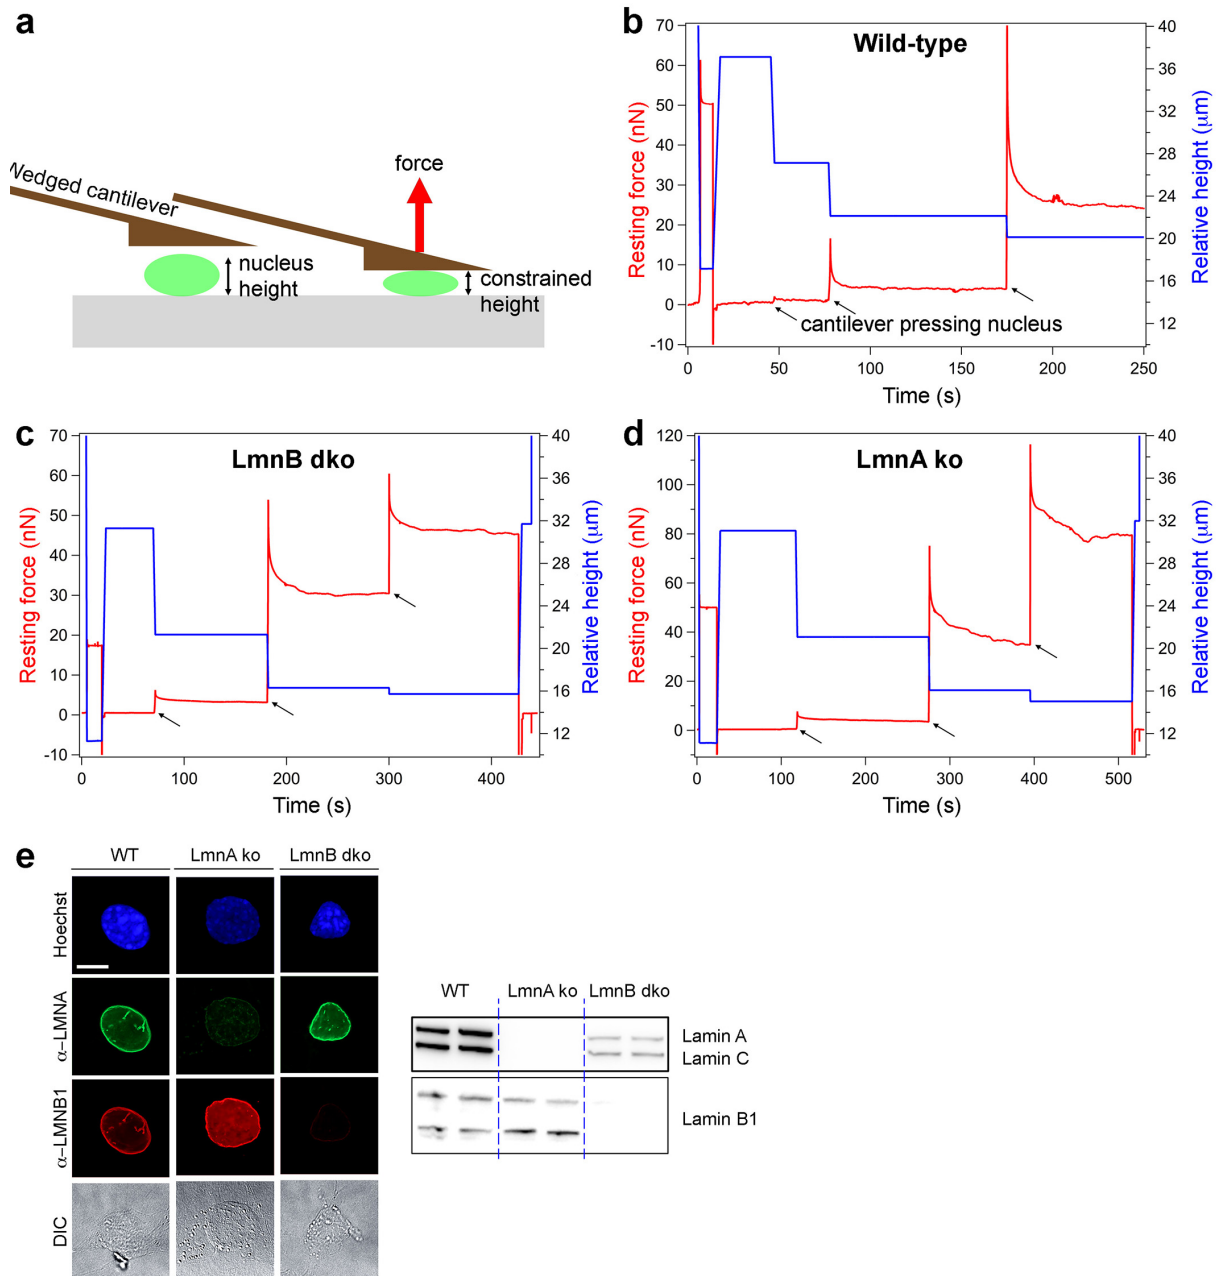 a
Wedged cantilever
force
nucleus
height
constrained
height
b
Wild-type
Resting force (nN)
70
60
50
40
30
20
10
0
-10
Relative height (μm)
40
36
32
28
24
20
16
12
cantilever pressing nucleus
0
50
100
150
200
250
Time (s)
c
LmnB dko
Resting force (nN)
70
60
50
40
30
20
10
0
-10
Relative height (μm)
40
36
32
28
24
20
16
12
0
100
200
300
400
Time (s)
d
LmnA ko
Resting force (nN)
120
100
80
60
40
20
0
Relative height (μm)
40
36
32
28
24
20
16
12
0
100
200
300
400
500
Time (s)
e
WT
LmnA ko
LmnB dko
Hoechst
α–LMNA
α–LMNB1
DIC
WT
LmnA ko
LmnB dko
Lamin A
Lamin C
Lamin B1